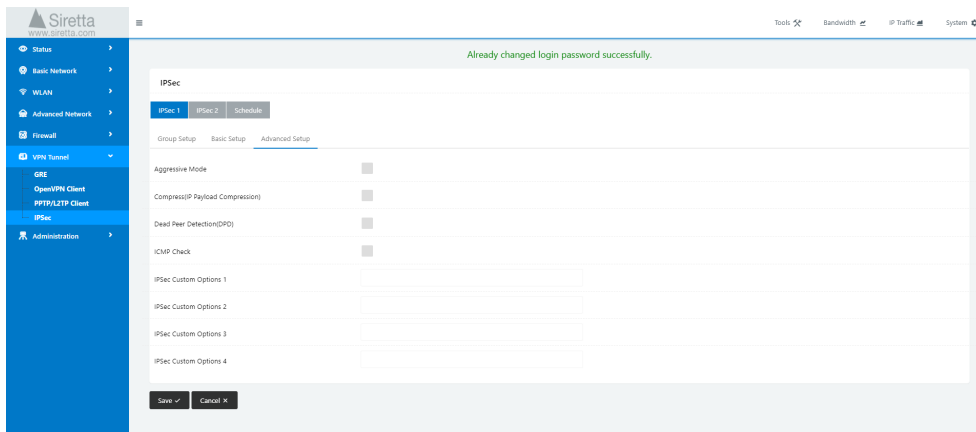 Siretta
www.siretta.com
Tools
Bandwidth
IP Traffic
System
Status
Basic Network
WLAN
Advanced Network
Firewall
VPN Tunnel
GRE
OpenVPN Client
PPTP/L2TP Client
IPSec
Administration
Already changed login password successfully.
IPSec
IPSec 1 IPSec 2 Schedule
Group Setup Basic Setup Advanced Setup
Aggressive Mode
Compress(IP Payload Compression)
Dead Peer Detection(DPD)
ICMP Check
IPSec Custom Options 1
IPSec Custom Options 2
IPSec Custom Options 3
IPSec Custom Options 4
Save Cancel